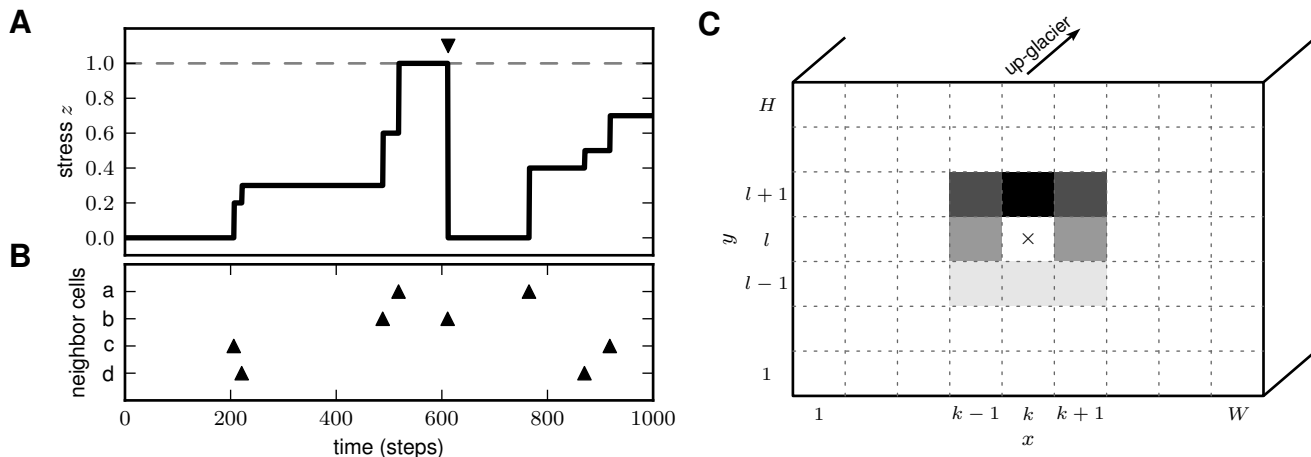 A
stress z
1.0
0.8
0.6
0.4
0.2
0.0
B
neighbor cells
a
b
c
d
0 200 400 600 800 1000
time (steps)
C
up-glacier
H
l + 1
y l
l − 1
1
1 k − 1 k k + 1 W
x